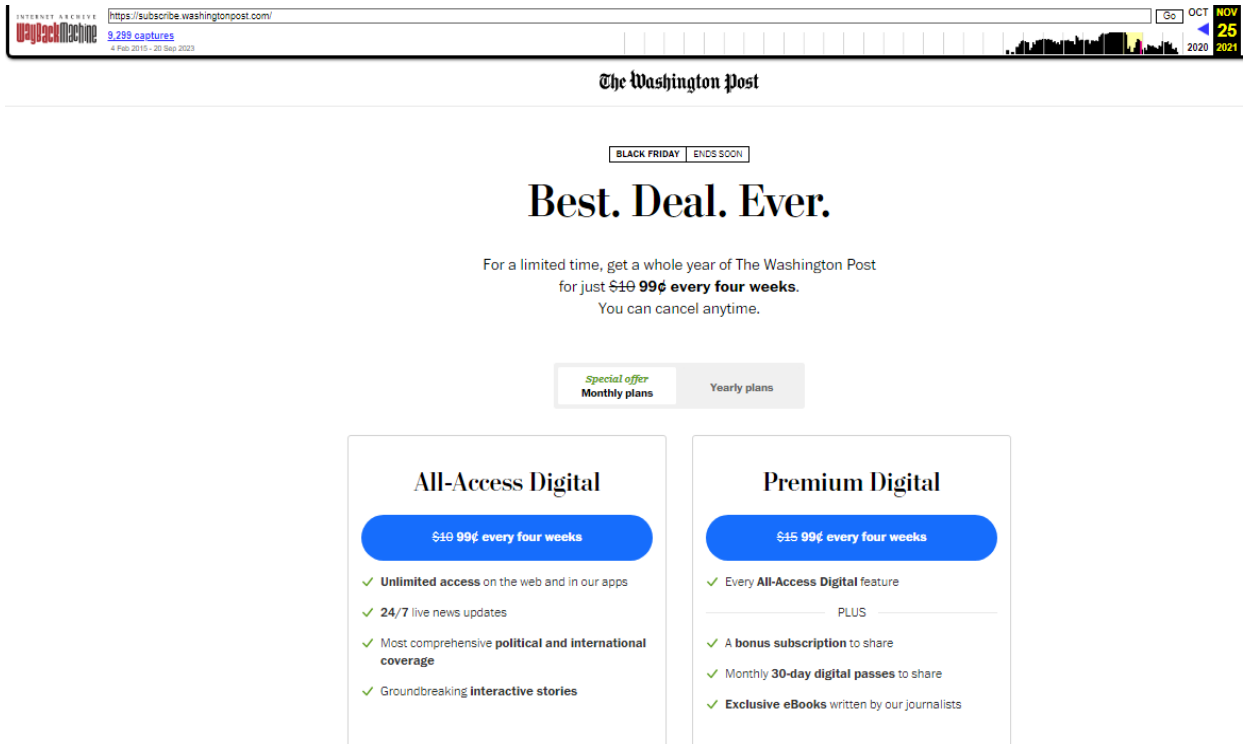 INTERNET ARCHIVE
WayBackMachine
https://subscribe.washingtonpost.com/
Go
OCT
NOV
9,299 captures
25
4 Feb 2015 - 20 Sep 2023
2020
2021
The Washington Post
BLACK FRIDAY ENDS SOON
Best. Deal. Ever.
For a limited time, get a whole year of The Washington Post
for just $10 99¢ every four weeks.
You can cancel anytime.
Special offer
Monthly plans
Yearly plans
All-Access Digital
$10 99¢ every four weeks
Unlimited access on the web and in our apps
24/7 live news updates
Most comprehensive political and international
coverage
Groundbreaking interactive stories
Premium Digital
$15 99¢ every four weeks
Every All-Access Digital feature
PLUS
A bonus subscription to share
Monthly 30-day digital passes to share
Exclusive eBooks written by our journalists